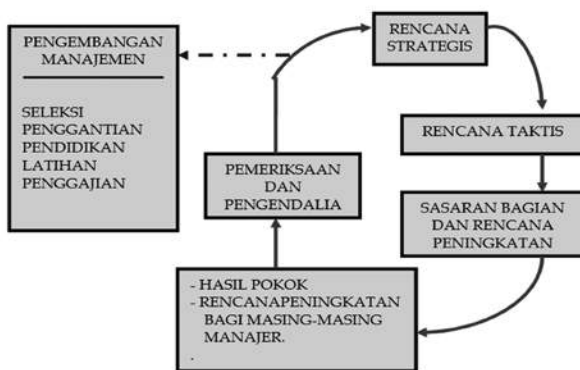 PENGEMBANGAN
MANAJEMEN
SELEKSI
PENGGANTIAN
PENDIDIKAN
LATIHAN
PENGGAJIAN
RENCANA
STRATEGIS
RENCANA TAKTIS
SASARAN BAGIAN
DAN RENCANA
PENINGKATAN
- HASIL POKOK
- RENCANAPENINGKATAN
BAGI MASING-MASING
MANAJER.
.
PEMERIKSAAN
DAN
PENGENDALIA